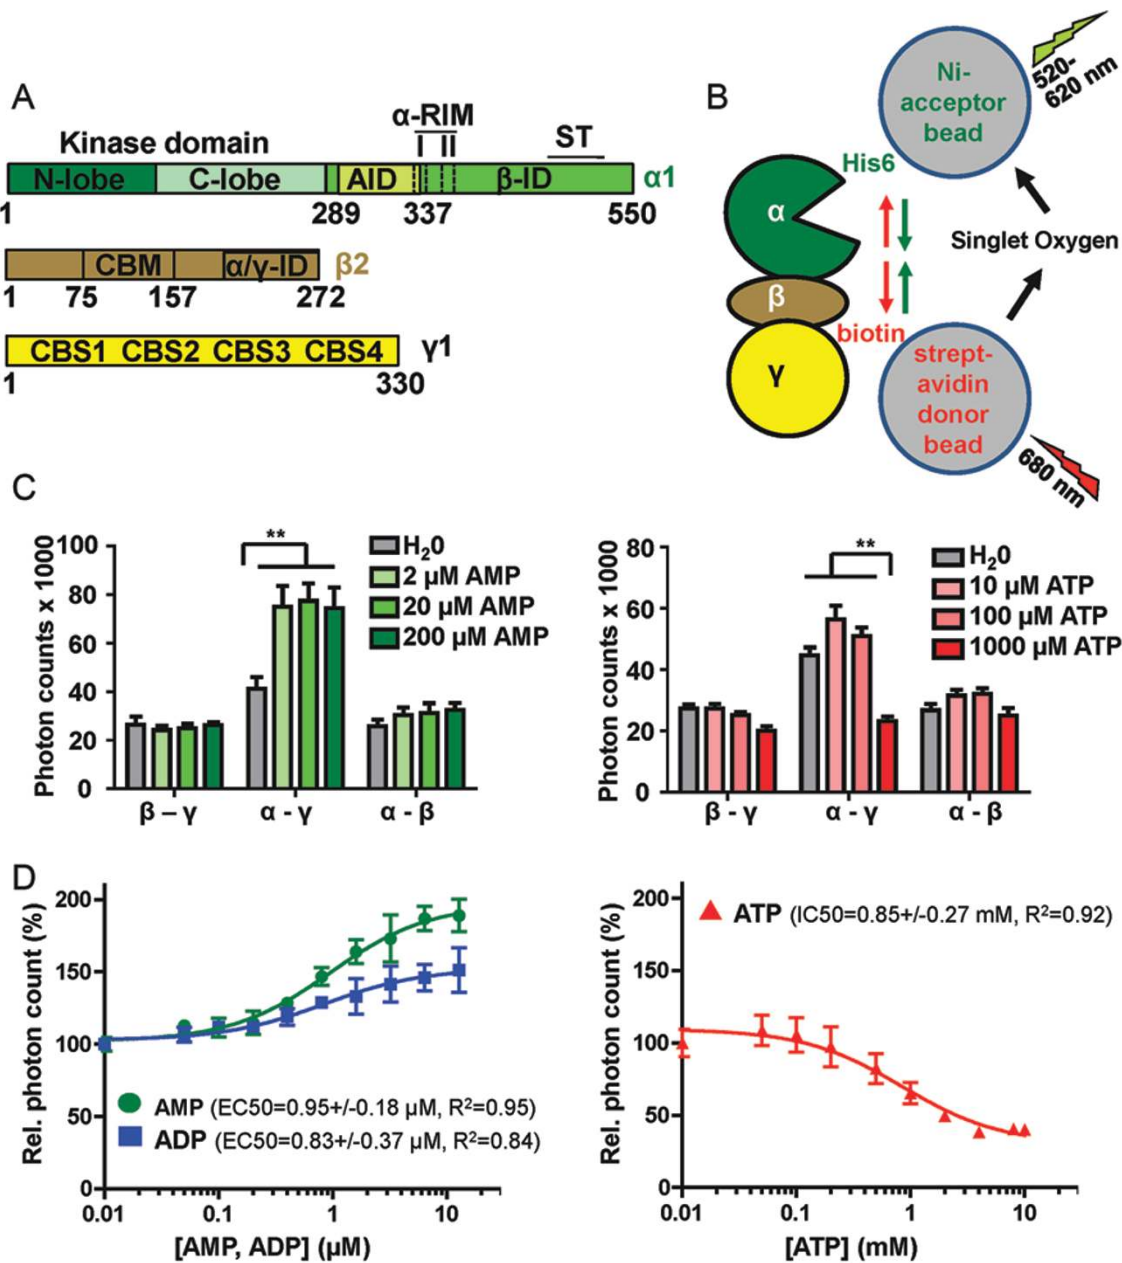 A
α-RIM
Kinase domain
I II
ST
N-lobe C-lobe AID β-ID α1
1 289 337 550
CBM α/γ-ID β2
1 75 157 272
CBS1 CBS2 CBS3 CBS4 γ1
1 330
B
Ni-
acceptor
bead
520-
620 nm
His6
α
Singlet Oxygen
β
biotin
γ
strept-
avidin
donor
bead
680 nm
C
Photon counts x 1000
100
80
60
40
20
0
**
H20
2 µM AMP
20 µM AMP
200 µM AMP
β – γ α - γ α - β
Photon counts x 1000
80
60
40
20
0
**
H20
10 µM ATP
100 µM ATP
1000 µM ATP
β - γ α - γ α - β
D
Rel. photon count (%)
200
150
100
50
0
AMP (EC50=0.95+/-0.18 µM, R²=0.95)
ADP (EC50=0.83+/-0.37 µM, R²=0.84)
0.01 0.1 1 10
[AMP, ADP] (µM)
Rel. photon count (%)
200
150
100
50
0
ATP (IC50=0.85+/-0.27 mM, R²=0.92)
0.01 0.1 1 10
[ATP] (mM)